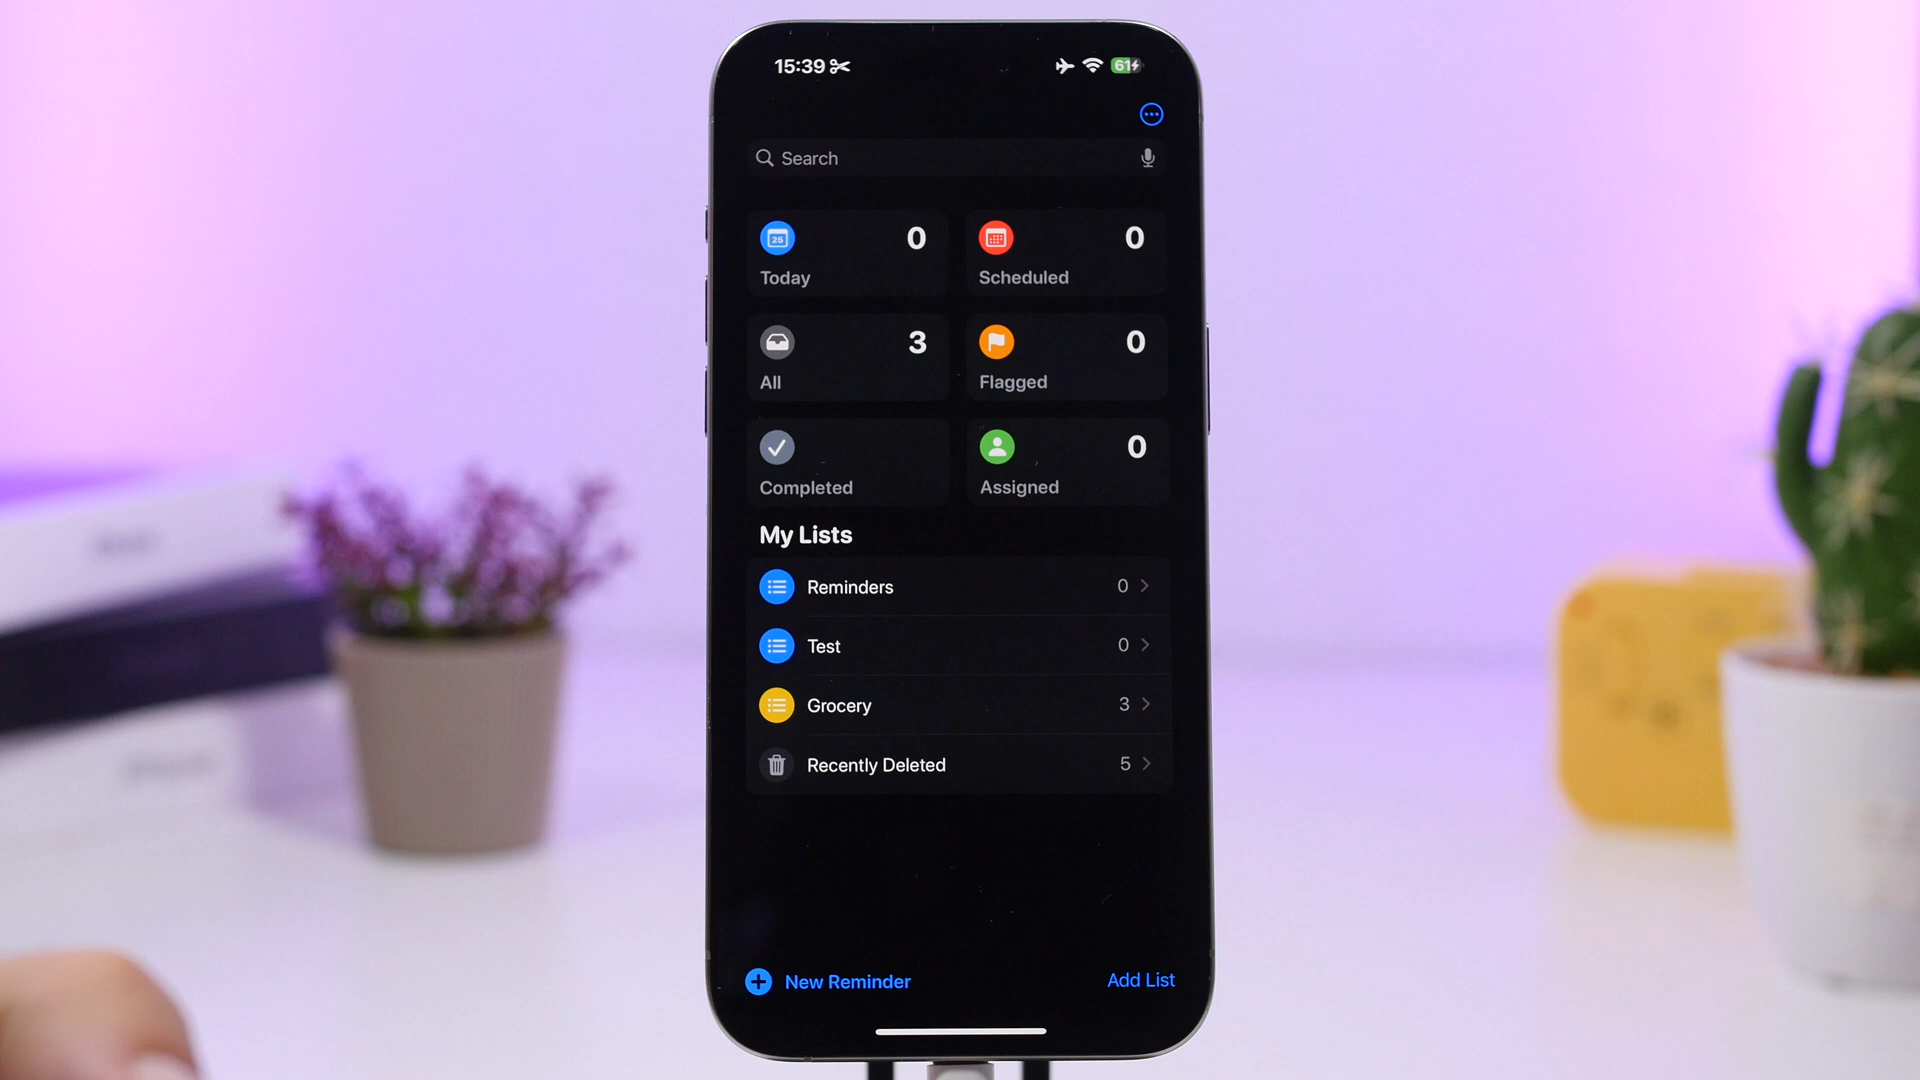 15:39
61
Search
25
0
0
Today
Scheduled
3
0
All
Flagged
0
Completed
Assigned
My Lists
Reminders 0
Test 0
Grocery 3
Recently Deleted 5
New Reminder
Add List